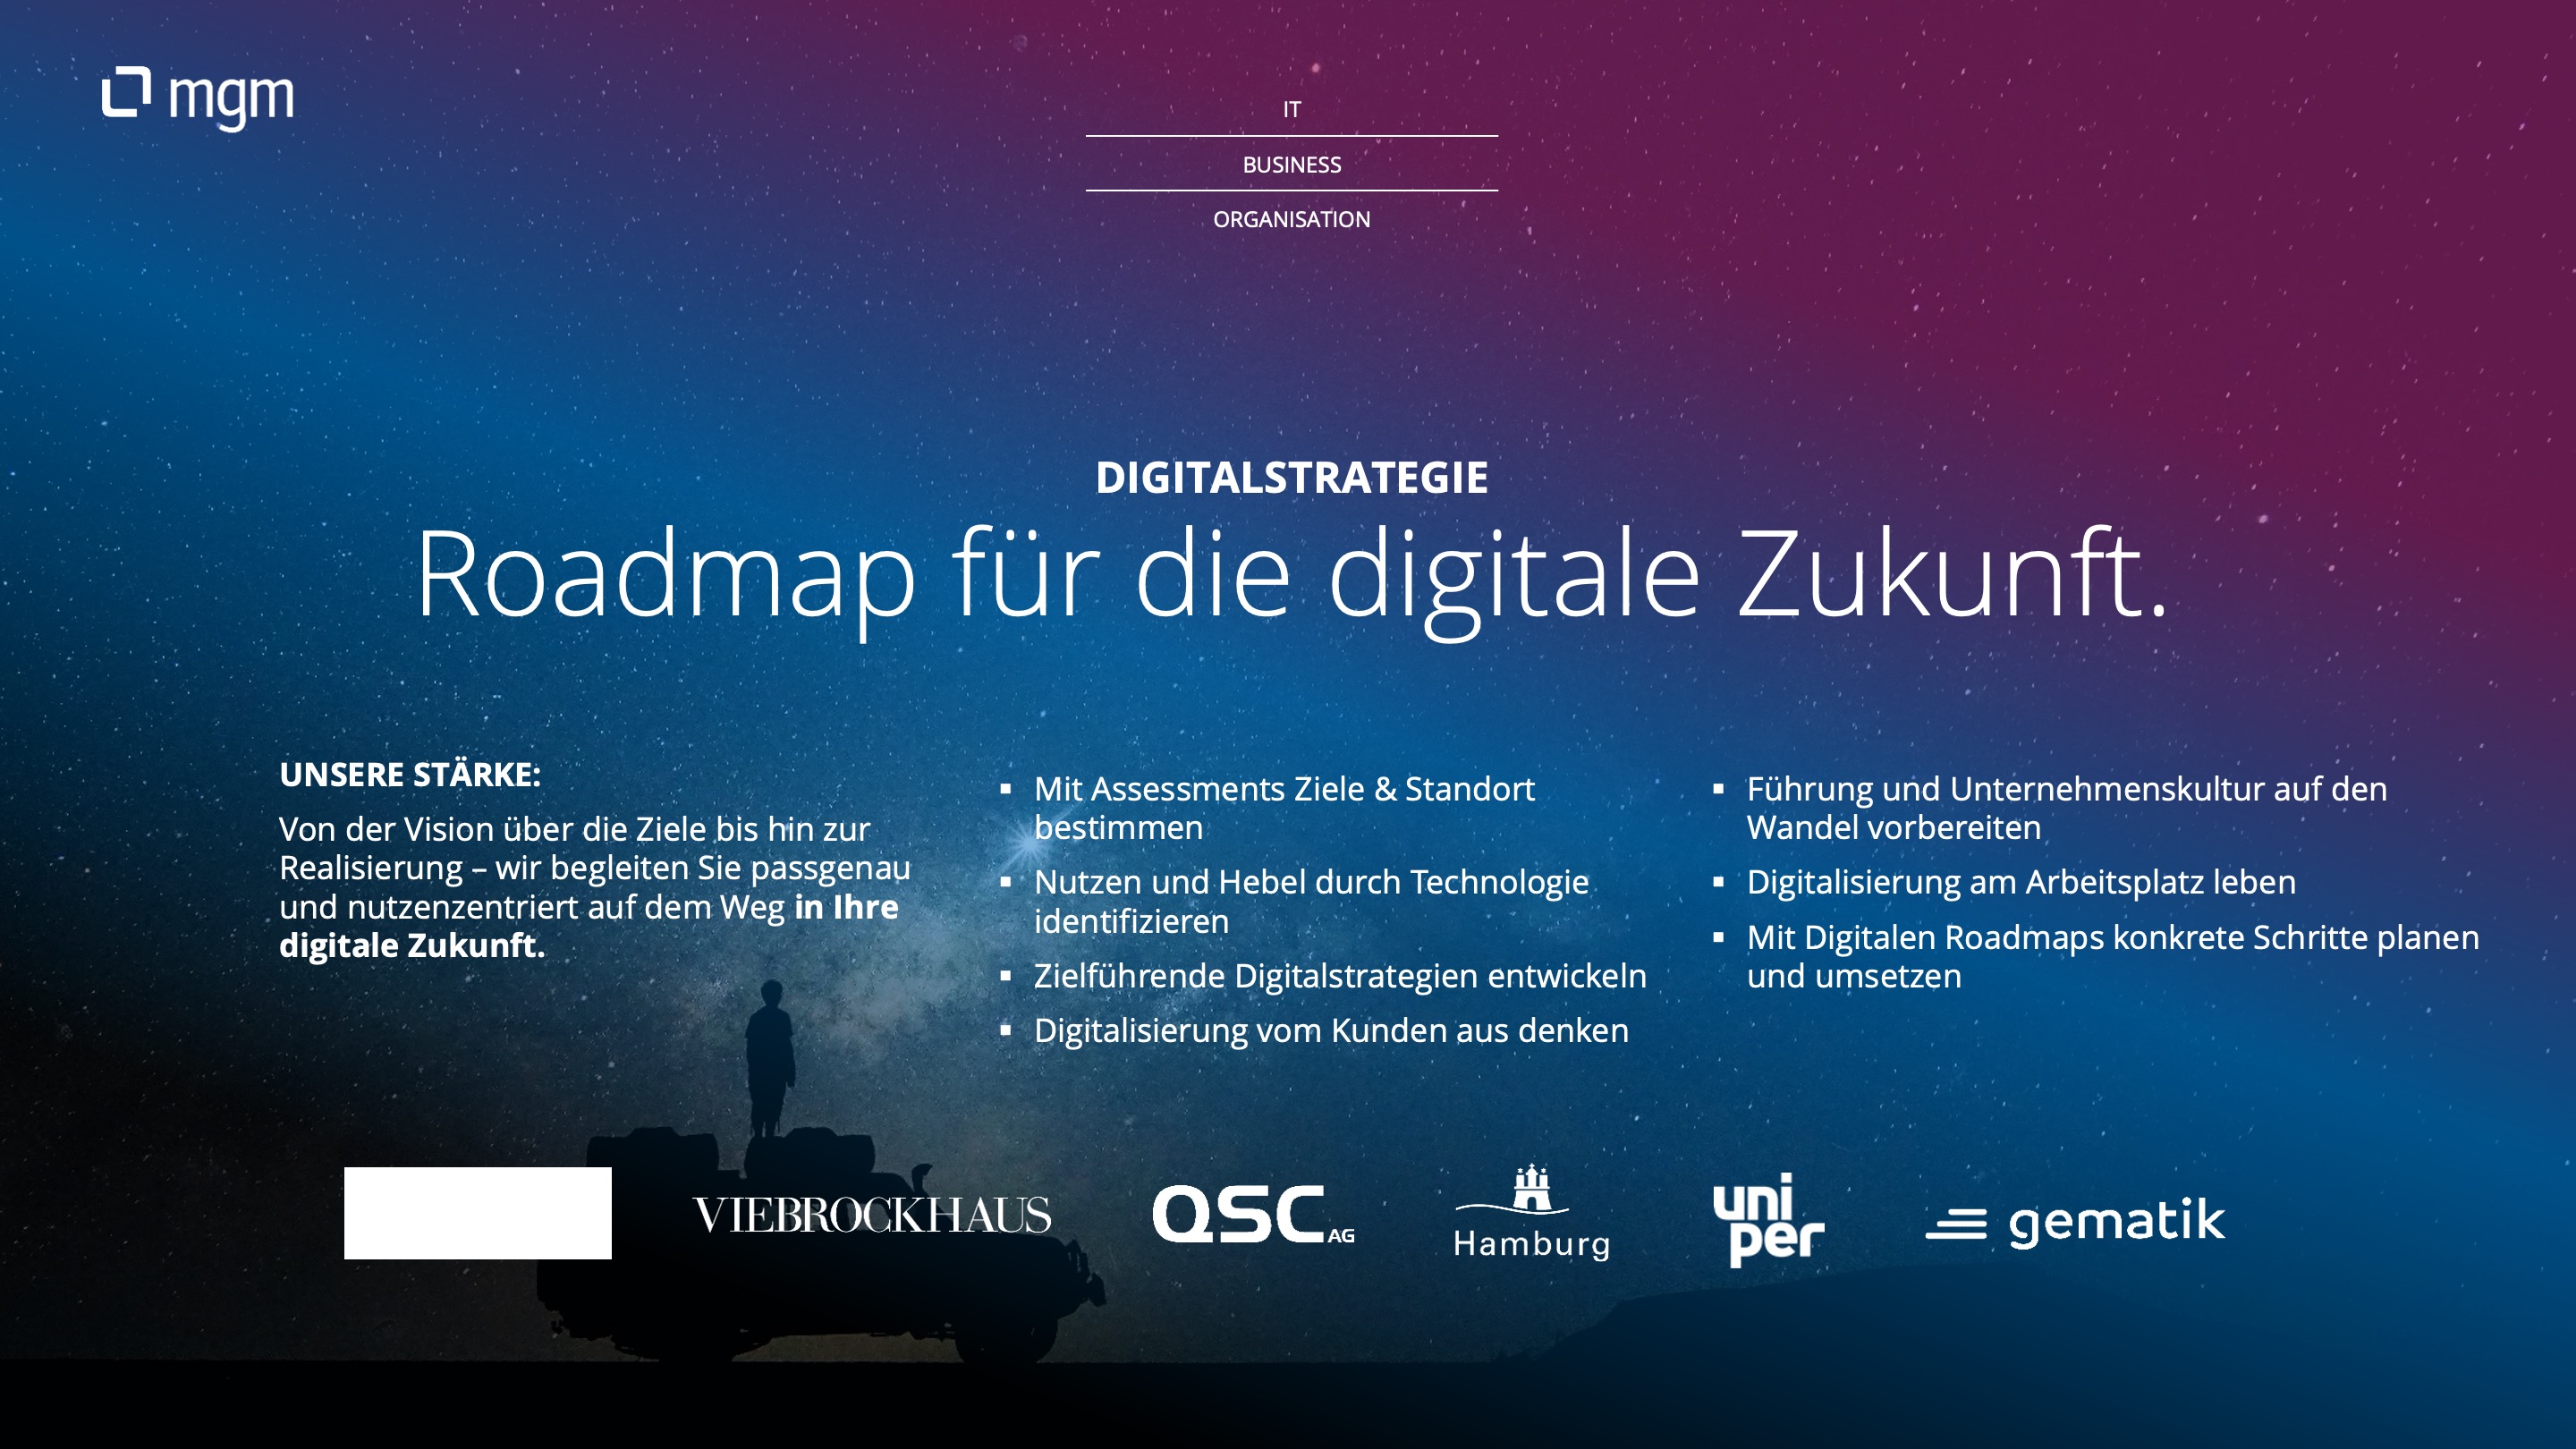 mgm
IT
BUSINESS
ORGANISATION
DIGITALSTRATEGIE
Roadmap für die digitale Zukunft.
UNSERE STÄRKE:
Von der Vision über die Ziele bis hin zur
Realisierung – wir begleiten Sie passgenau
und nutzenzentriert auf dem Weg in Ihre
digitale Zukunft.
▪ Mit Assessments Ziele & Standort
bestimmen
▪ Nutzen und Hebel durch Technologie
identifizieren
▪ Zielführende Digitalstrategien entwickeln
▪ Digitalisierung vom Kunden aus denken
▪ Führung und Unternehmenskultur auf den
Wandel vorbereiten
▪ Digitalisierung am Arbeitsplatz leben
▪ Mit Digitalen Roadmaps konkrete Schritte planen
und umsetzen
VIEBROCKHAUS
QSC AG
Hamburg
uni
per
gematik